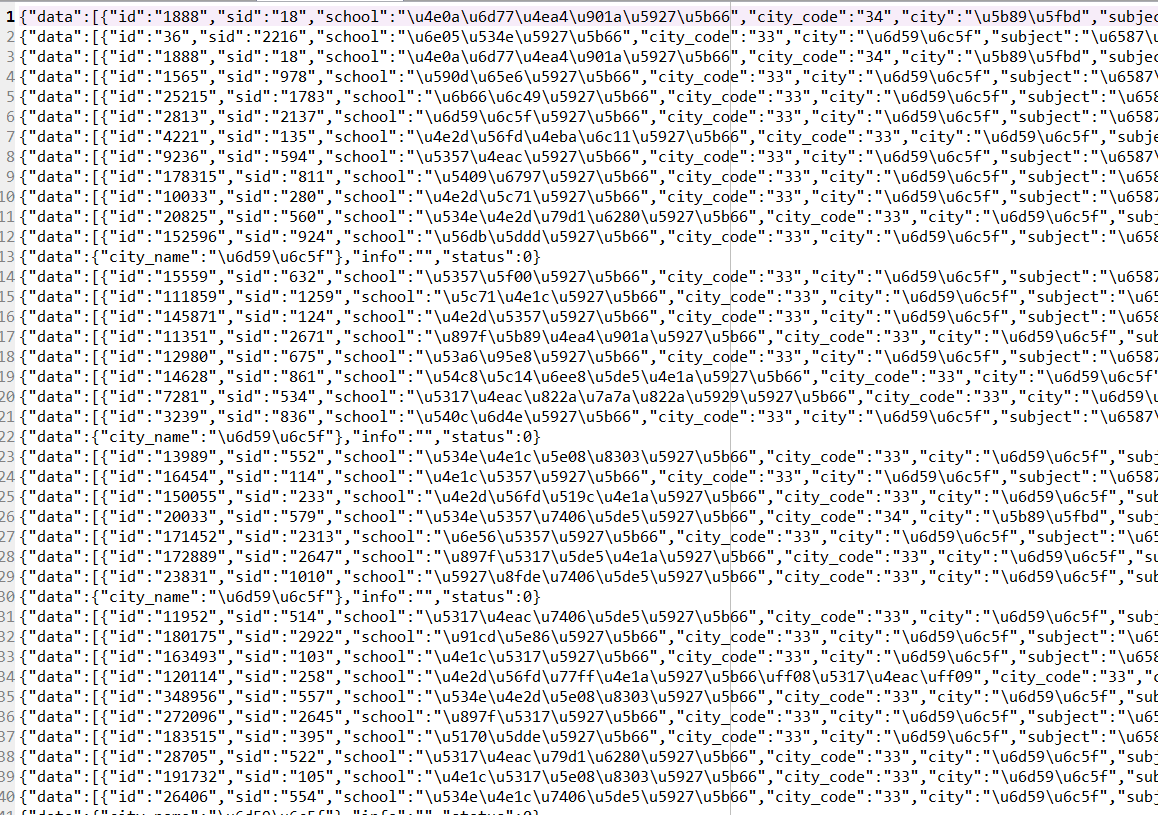 1 {"data":[{"id":"1888","sid":"18","school":"\u4e0a\u6d77\u4ea4\u901a\u5927\u5b66","city_code":"34","city":"\u5b89\u5fbd","subjec
2 {"data":[{"id":"36","sid":"2216","school":"\u6e05\u534e\u5927\u5b66","city_code":"33","city":"\u6d59\u6c5f","subject":"\u6587\u
3 {"data":[{"id":"1888","sid":"18","school":"\u4e0a\u6d77\u4ea4\u901a\u5927\u5b66","city_code":"34","city":"\u5b89\u5fbd","subjec
4 {"data":[{"id":"1565","sid":"978","school":"\u590d\u65e6\u5927\u5b66","city_code":"33","city":"\u6d59\u6c5f","subject":"\u6587\
5 {"data":[{"id":"25215","sid":"1783","school":"\u6b66\u6c49\u5927\u5b66","city_code":"33","city":"\u6d59\u6c5f","subject":"\u658
6 {"data":[{"id":"2813","sid":"2137","school":"\u6d59\u6c5f\u5927\u5b66","city_code":"33","city":"\u6d59\u6c5f","subject":"\u6587
7 {"data":[{"id":"4221","sid":"135","school":"\u4e2d\u56fd\u4eba\u6c11\u5927\u5b66","city_code":"33","city":"\u6d59\u6c5f","subje
8 {"data":[{"id":"9236","sid":"594","school":"\u5357\u4eac\u5927\u5b66","city_code":"33","city":"\u6d59\u6c5f","subject":"\u6587\
9 {"data":[{"id":"178315","sid":"811","school":"\u5409\u6797\u5927\u5b66","city_code":"33","city":"\u6d59\u6c5f","subject":"\u658
10 {"data":[{"id":"10033","sid":"280","school":"\u4e2d\u5c71\u5927\u5b66","city_code":"33","city":"\u6d59\u6c5f","subject":"\u6587
11 {"data":[{"id":"20825","sid":"560","school":"\u534e\u4e2d\u79d1\u6280\u5927\u5b66","city_code":"33","city":"\u6d59\u6c5f","subj
12 {"data":[{"id":"152596","sid":"924","school":"\u56db\u5ddd\u5927\u5b66","city_code":"33","city":"\u6d59\u6c5f","subject":"\u658
13 {"data":{"city_name":"\u6d59\u6c5f"},"info":"","status":0}
14 {"data":[{"id":"15559","sid":"632","school":"\u5357\u5f00\u5927\u5b66","city_code":"33","city":"\u6d59\u6c5f","subject":"\u6587
15 {"data":[{"id":"111859","sid":"1259","school":"\u5c71\u4e1c\u5927\u5b66","city_code":"33","city":"\u6d59\u6c5f","subject":"\u65
16 {"data":[{"id":"145871","sid":"124","school":"\u4e2d\u5357\u5927\u5b66","city_code":"33","city":"\u6d59\u6c5f","subject":"\u658
17 {"data":[{"id":"11351","sid":"2671","school":"\u897f\u5b89\u4ea4\u901a\u5927\u5b66","city_code":"33","city":"\u6d59\u6c5f","sub
18 {"data":[{"id":"12980","sid":"675","school":"\u53a6\u95e8\u5927\u5b66","city_code":"33","city":"\u6d59\u6c5f","subject":"\u6587
19 {"data":[{"id":"14628","sid":"861","school":"\u54c8\u5c14\u6ee8\u5de5\u4e1a\u5927\u5b66","city_code":"33","city":"\u6d59\u6c5f"
20 {"data":[{"id":"7281","sid":"534","school":"\u5317\u4eac\u822a\u7a7a\u822a\u5929\u5927\u5b66","city_code":"33","city":"\u6d59\u
21 {"data":[{"id":"3239","sid":"836","school":"\u540c\u6d4e\u5927\u5b66","city_code":"33","city":"\u6d59\u6c5f","subject":"\u6587\
22 {"data":{"city_name":"\u6d59\u6c5f"},"info":"","status":0}
23 {"data":[{"id":"13989","sid":"552","school":"\u534e\u4e1c\u5e08\u8303\u5927\u5b66","city_code":"33","city":"\u6d59\u6c5f","subj
24 {"data":[{"id":"16454","sid":"114","school":"\u4e1c\u5357\u5927\u5b66","city_code":"33","city":"\u6d59\u6c5f","subject":"\u6587
25 {"data":[{"id":"150055","sid":"233","school":"\u4e2d\u56fd\u519c\u4e1a\u5927\u5b66","city_code":"33","city":"\u6d59\u6c5f","sub
26 {"data":[{"id":"20033","sid":"579","school":"\u534e\u5357\u7406\u5de5\u5927\u5b66","city_code":"34","city":"\u5b89\u5fbd","subj
27 {"data":[{"id":"171452","sid":"2313","school":"\u6e56\u5357\u5927\u5b66","city_code":"33","city":"\u6d59\u6c5f","subject":"\u65
28 {"data":[{"id":"172889","sid":"2647","school":"\u897f\u5317\u5de5\u4e1a\u5927\u5b66","city_code":"33","city":"\u6d59\u6c5f","su
29 {"data":[{"id":"23831","sid":"1010","school":"\u5927\u8fde\u7406\u5de5\u5927\u5b66","city_code":"33","city":"\u6d59\u6c5f","sub
30 {"data":{"city_name":"\u6d59\u6c5f"},"info":"","status":0}
31 {"data":[{"id":"11952","sid":"514","school":"\u5317\u4eac\u7406\u5de5\u5927\u5b66","city_code":"33","city":"\u6d59\u6c5f","subj
32 {"data":[{"id":"180175","sid":"2922","school":"\u91cd\u5e86\u5927\u5b66","city_code":"33","city":"\u6d59\u6c5f","subject":"\u65
33 {"data":[{"id":"163493","sid":"103","school":"\u4e1c\u5317\u5927\u5b66","city_code":"33","city":"\u6d59\u6c5f","subject":"\u658
34 {"data":[{"id":"120114","sid":"258","school":"\u4e2d\u56fd\u77ff\u4e1a\u5927\u5b66\uff08\u5317\u4eac\uff09","city_code":"33","c
35 {"data":[{"id":"348956","sid":"557","school":"\u534e\u4e2d\u5e08\u8303\u5927\u5b66","city_code":"33","city":"\u6d59\u6c5f","sub
36 {"data":[{"id":"272096","sid":"2645","school":"\u897f\u5317\u5927\u5b66","city_code":"33","city":"\u6d59\u6c5f","subject":"\u65
37 {"data":[{"id":"183515","sid":"395","school":"\u5170\u5dde\u5927\u5b66","city_code":"33","city":"\u6d59\u6c5f","subject":"\u658
38 {"data":[{"id":"28705","sid":"522","school":"\u5317\u4eac\u79d1\u6280\u5927\u5b66","city_code":"33","city":"\u6d59\u6c5f","subj
39 {"data":[{"id":"191732","sid":"105","school":"\u4e1c\u5317\u5e08\u8303\u5927\u5b66","city_code":"33","city":"\u6d59\u6c5f","sub
40 {"data":[{"id":"26406","sid":"554","school":"\u534e\u4e1c\u7406\u5de5\u5927\u5b66","city_code":"33","city":"\u6d59\u6c5f","subj